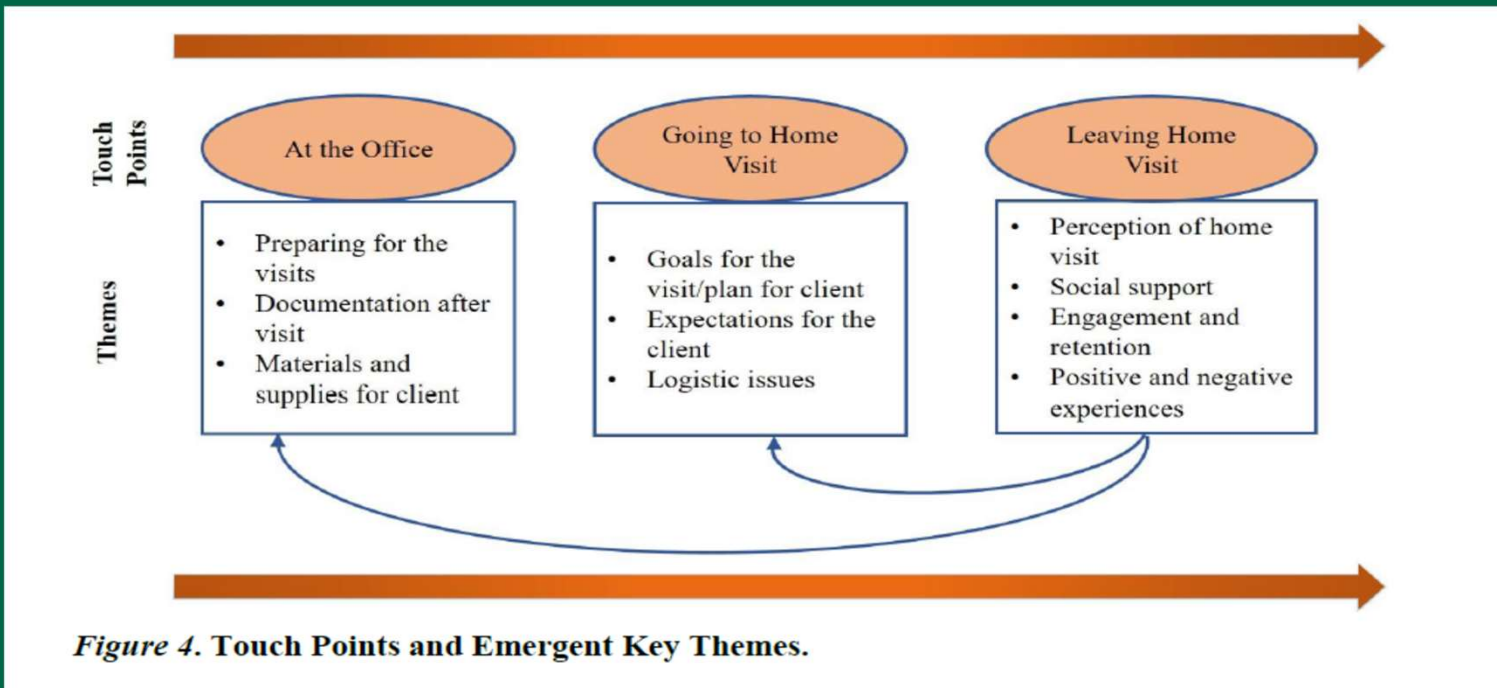 Touch
Points
At the Office
Going to Home
Visit
Leaving Home
Visit
Themes
• Preparing for the
visits
• Documentation after
visit
• Materials and
supplies for client
• Goals for the
visit/plan for client
• Expectations for the
client
• Logistic issues
• Perception of home
visit
• Social support
• Engagement and
retention
• Positive and negative
experiences
Figure 4. Touch Points and Emergent Key Themes.